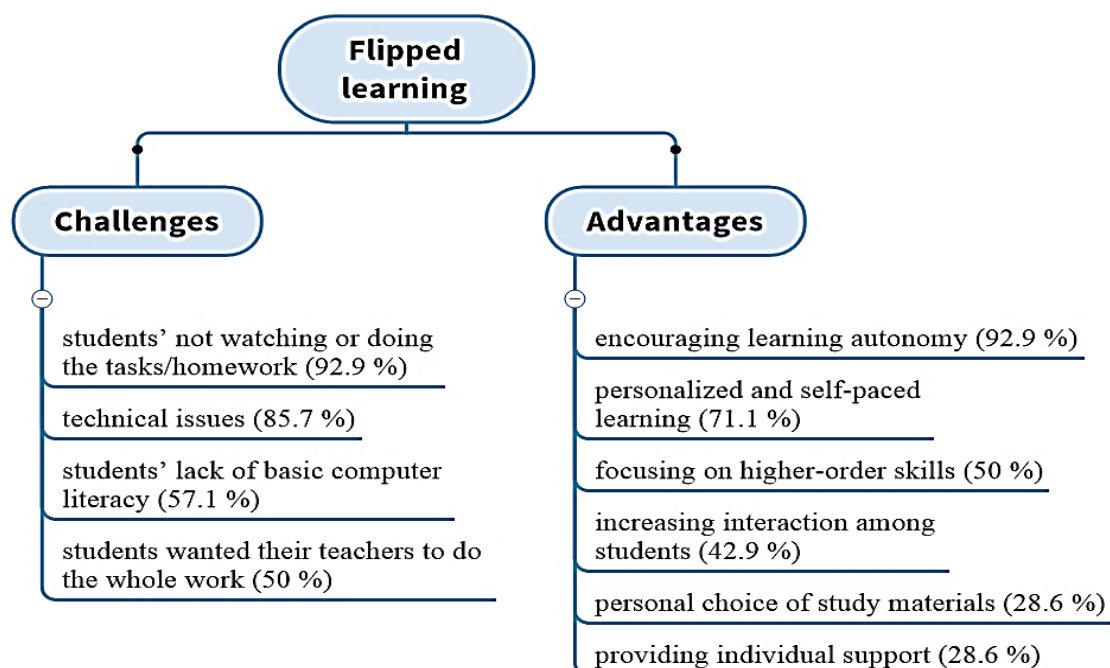 Flipped
learning
Challenges
students’ not watching or doing
the tasks/homework (92.9 %)
technical issues (85.7 %)
students’ lack of basic computer
literacy (57.1 %)
students wanted their teachers to do
the whole work (50 %)
Advantages
encouraging learning autonomy (92.9 %)
personalized and self-paced
learning (71.1 %)
focusing on higher-order skills (50 %)
increasing interaction among
students (42.9 %)
personal choice of study materials (28.6 %)
providing individual support (28.6 %)